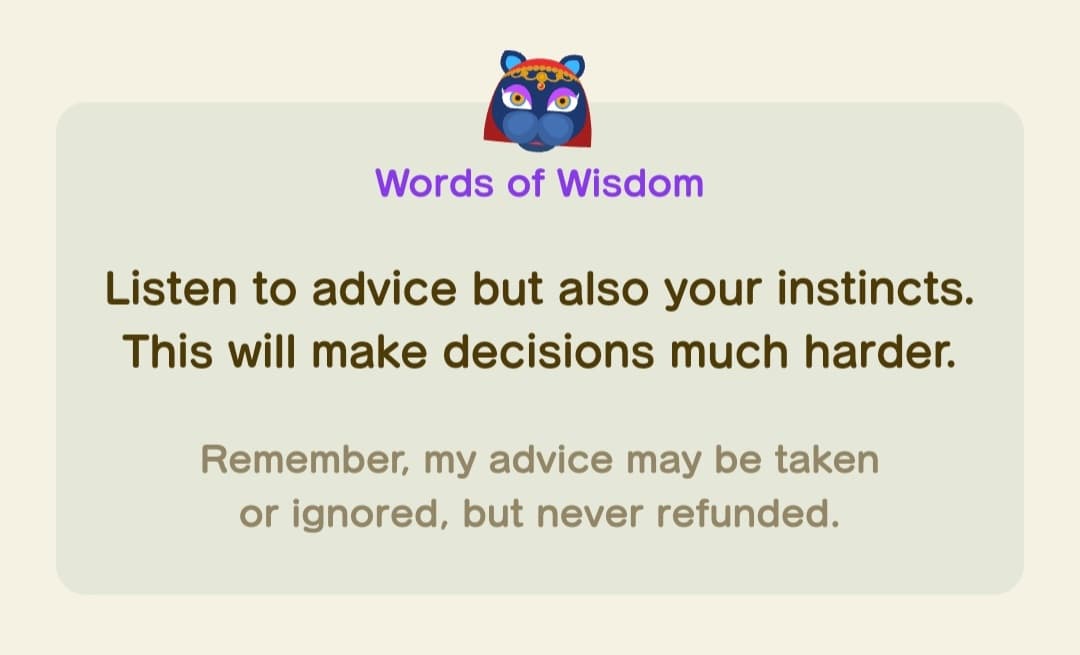 Words of Wisdom
Listen to advice but also your instincts.
This will make decisions much harder.
Remember, my advice may be taken
or ignored, but never refunded.